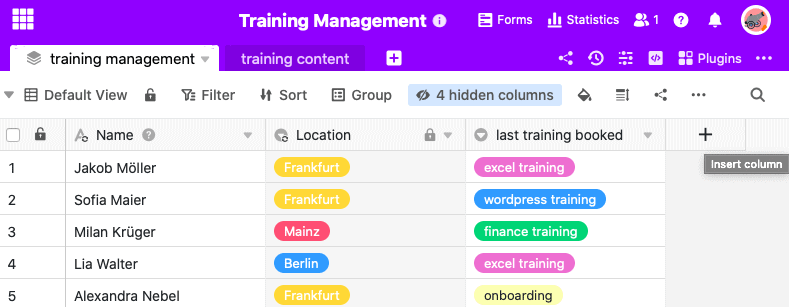 Training Management Forms Statistics 1
training management training content Plugins
Default View Filter Sort Group 4 hidden columns
Name Location last training booked
Insert column
1 Jakob Möller Frankfurt excel training
2 Sofia Maier Frankfurt wordpress training
3 Milan Krüger Mainz finance training
4 Lia Walter Berlin excel training
5 Alexandra Nebel Frankfurt onboarding